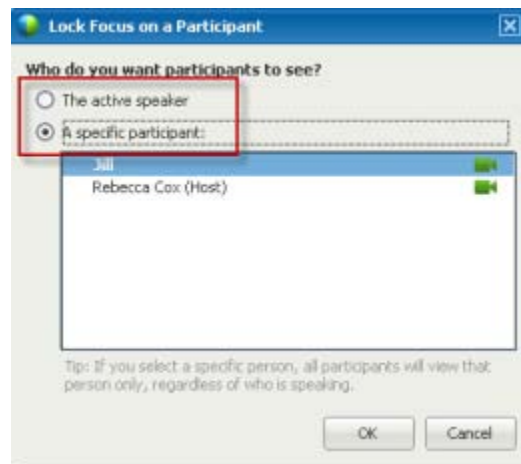 Lock Focus on a Participant
Who do you want participants to see?
The active speaker
A specific participant:
Jill
Rebecca Cox (Host)
Tip: If you select a specific person, all participants will view that
person only, regardless of who is speaking.
OK Cancel